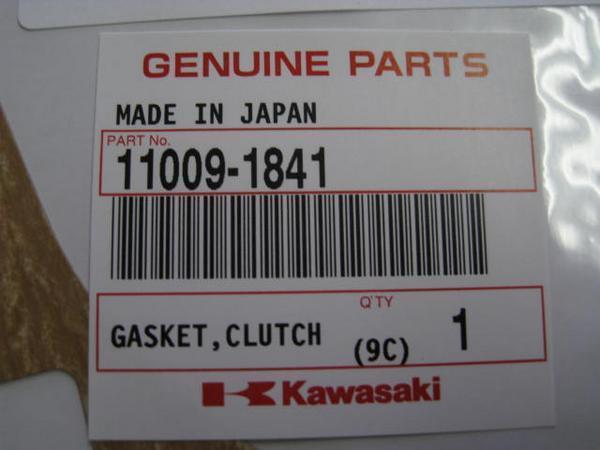 GENUINE PARTS
MADE IN JAPAN
PART No.
11009-1841
Q'TY
GASKET,CLUTCH (9C) 1
Kawasaki